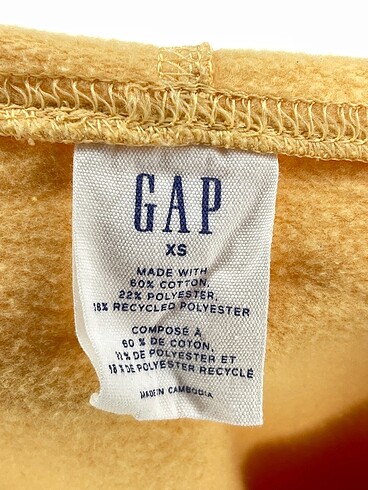 GAP
XS
MADE WITH
60% COTTON,
22% POLYESTER,
18% RECYCLED POLYESTER
COMPOSÉ À
60 % DE COTON,
% DE POLYESTER ET
18 % DE POLYESTER RECYCLÉ
MADE IN CAMBODIA